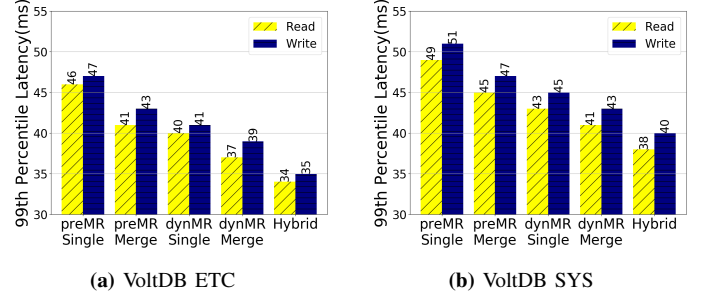 99th Percentile Latency(ms)
55
50
45
40
35
30
Read
Write
46
47
41
43
40
41
37
39
34
35
preMR
Single
preMR
Merge
dynMR
Single
dynMR
Merge
Hybrid
(a) VoltDB ETC
99th Percentile Latency(ms)
55
50
45
40
35
30
Read
Write
49
51
45
47
43
45
41
43
38
40
preMR
Single
preMR
Merge
dynMR
Single
dynMR
Merge
Hybrid
(b) VoltDB SYS